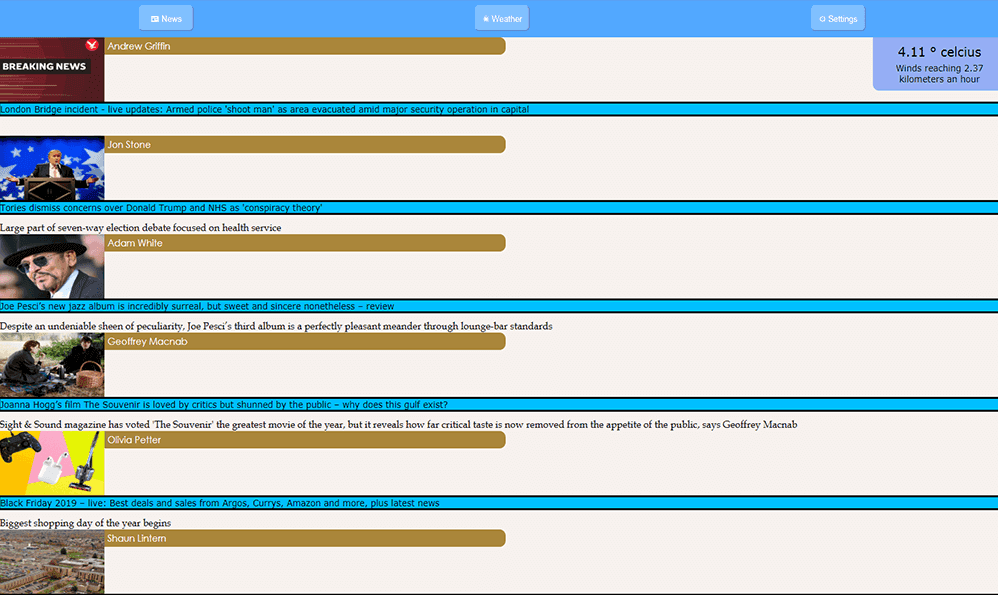 News
Weather
Settings
4.11 ° celcius
Winds reaching 2.37
kilometers an hour
BREAKING NEWS
Andrew Griffin
London Bridge incident - live updates: Armed police 'shoot man' as area evacuated amid major security operation in capital
Jon Stone
Tories dismiss concerns over Donald Trump and NHS as 'conspiracy theory'
Large part of seven-way election debate focused on health service
Adam White
Joe Pesci's new jazz album is incredibly surreal, but sweet and sincere nonetheless – review
Despite an undeniable sheen of peculiarity, Joe Pesci's third album is a perfectly pleasant meander through lounge-bar standards
Geoffrey Macnab
Joanna Hogg's film The Souvenir is loved by critics but shunned by the public – why does this gulf exist?
Sight & Sound magazine has voted 'The Souvenir' the greatest movie of the year, but it reveals how far critical taste is now removed from the appetite of the public, says Geoffrey Macnab
Olivia Petter
Black Friday 2019 – live: Best deals and sales from Argos, Currys, Amazon and more, plus latest news
Biggest shopping day of the year begins
Shaun Lintern